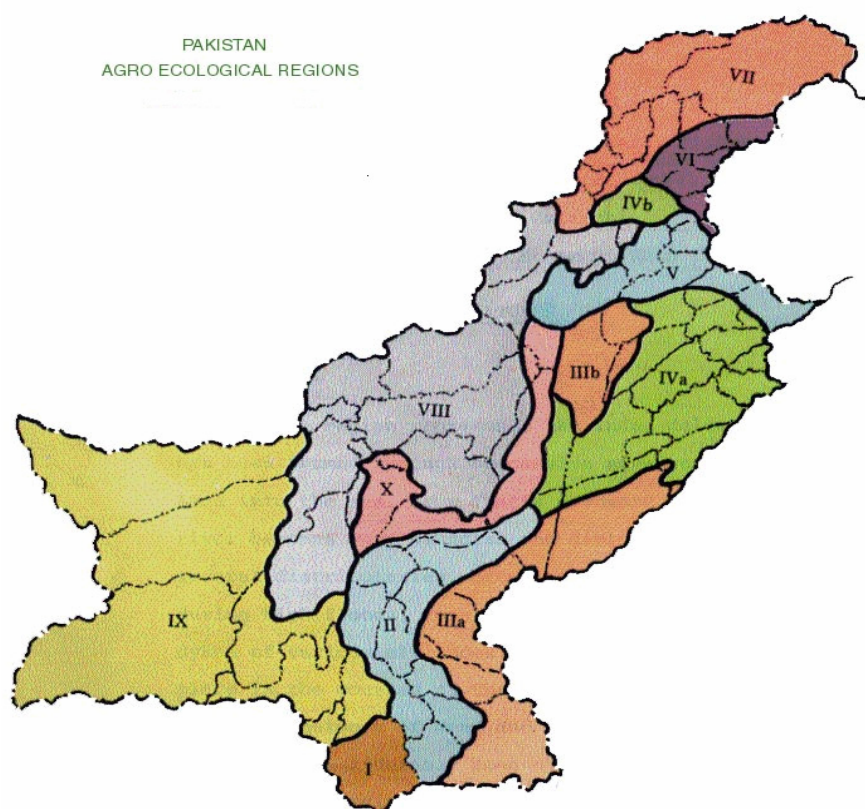 PAKISTAN
AGRO ECOLOGICAL REGIONS
VII
VI
IVb
V
IIIb
IVa
VIII
X
IX
II
IIIa
I